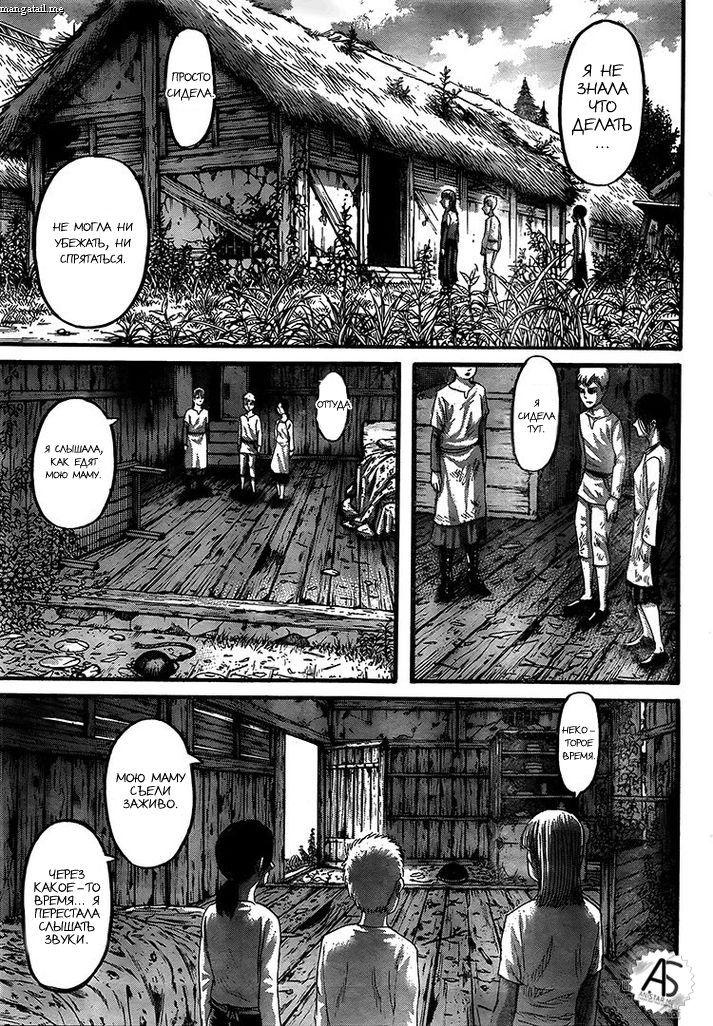 mangatail.me
Я НЕ
ЗНАЛА
ЧТО
ДЕЛАТЬ
...
ПРОСТО
СИДЕЛА.
НЕ МОГЛА НИ
УБЕЖАТЬ, НИ
СПРЯТАТЬСЯ.
Я
СИДЕЛА
ТУТ.
ОТТУДА
Я СЛЫШАЛА,
КАК ЕДЯТ
МОЮ МАМУ.
НЕКО-
ТОРОЕ
ВРЕМЯ.
МОЮ МАМУ
СЪЕЛИ
ЗАЖИВО.
ЧЕРЕЗ
КАКОЕ-ТО
ВРЕМЯ... Я
ПЕРЕСТАЛА
СЛЫШАТЬ
ЗВУКИ.
AS